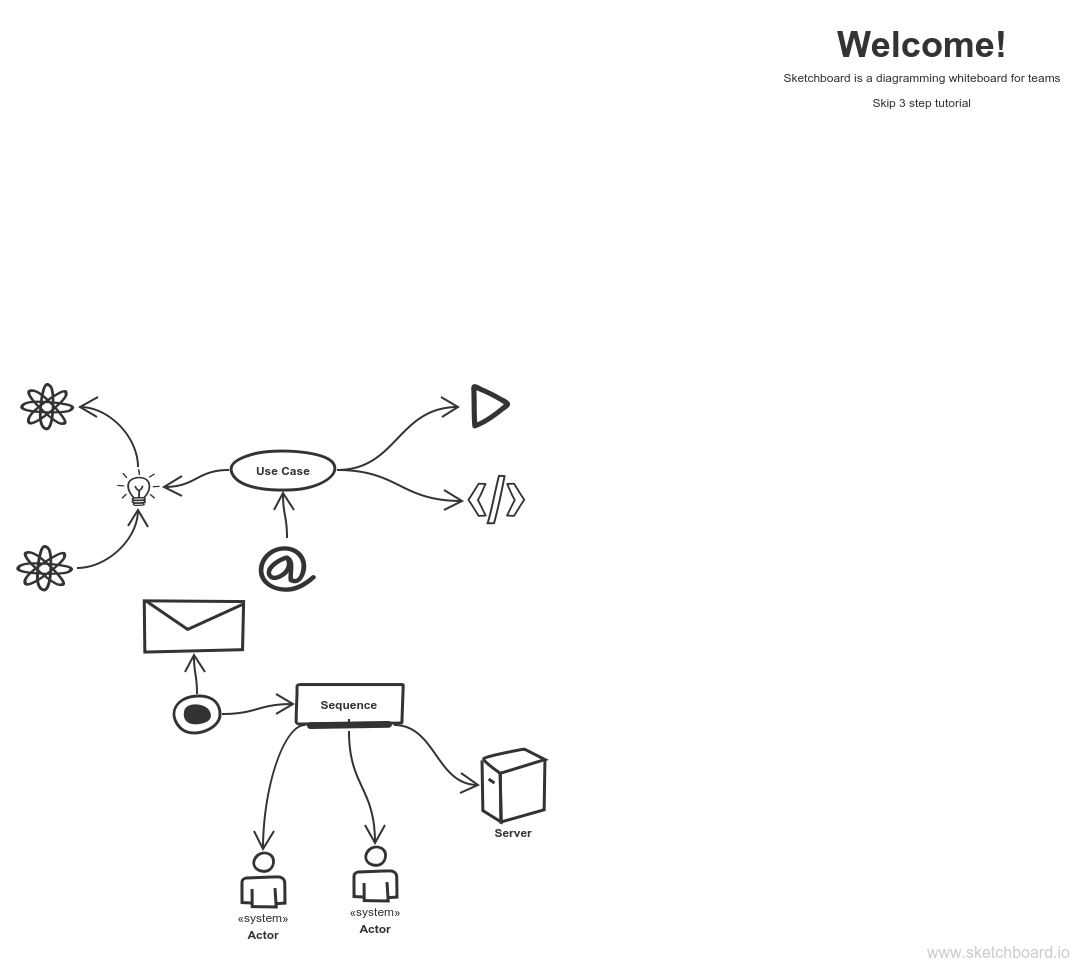 Welcome!
Sketchboard is a diagramming whiteboard for teams
Skip 3 step tutorial
Use Case
Sequence
Server
«system»
Actor
«system»
Actor
www.sketchboard.io